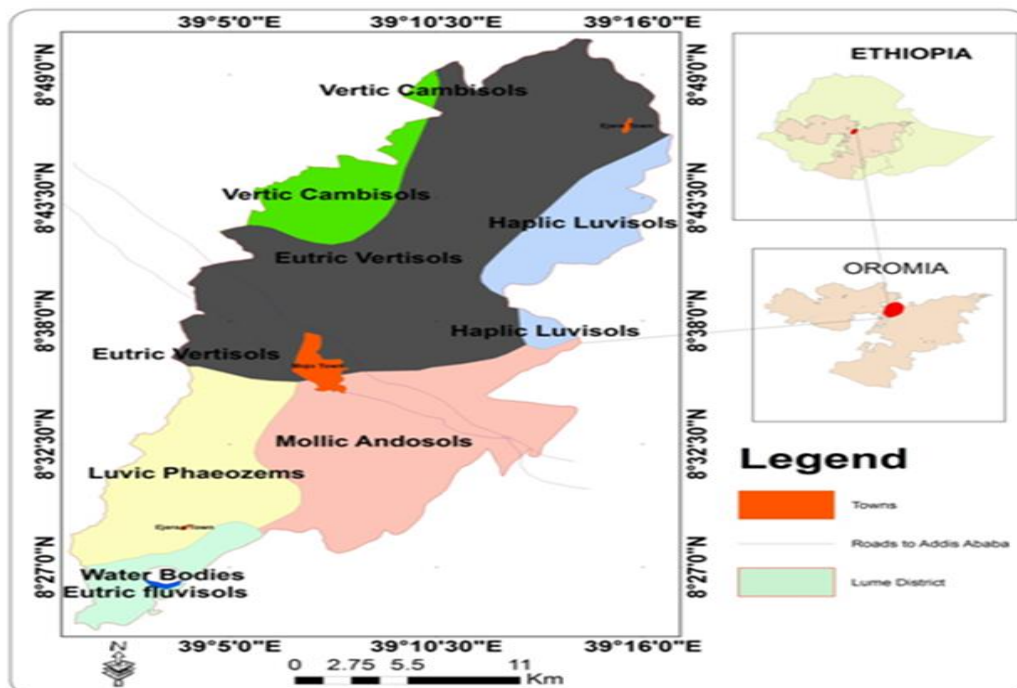 39°5'0"E 39°10'30"E 39°16'0"E
8°49'0"N
8°43'30"N
8°38'0"N
8°32'30"N
8°27'0"N
Vertic Cambisols
Vertic Cambisols
Haplic Luvisols
Eutric Vertisols
Haplic Luvisols
Eutric Vertisols
Mojo Town
Mollic Andosols
Luvic Phaeozems
Ejersa Town
Water Bodies
Eutric fluvisols
8°49'0"N
8°43'30"N
8°38'0"N
8°32'30"N
8°27'0"N
39°5'0"E 39°10'30"E 39°16'0"E
N
0 2.75 5.5 11
Km
ETHIOPIA
OROMIA
Legend
Towns
Roads to Addis Ababa
Lume District